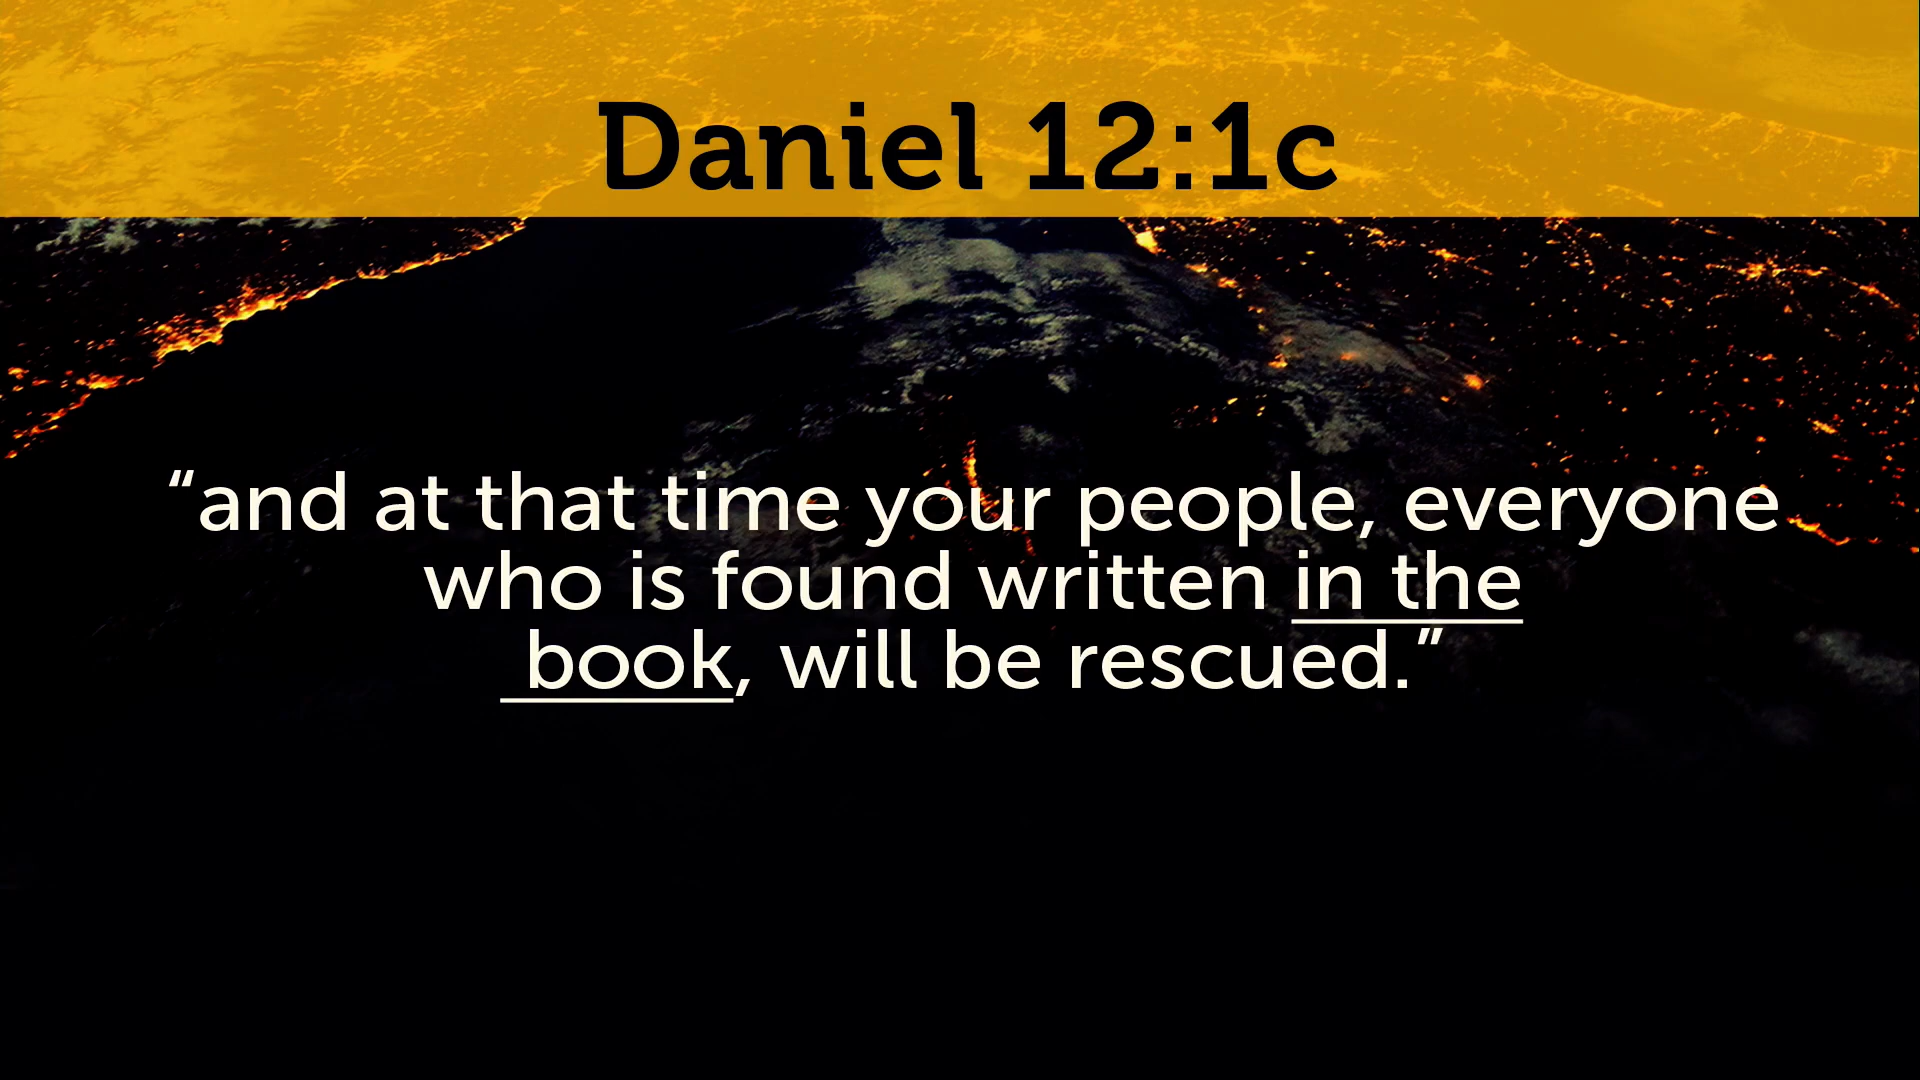 Daniel 12:1c
“and at that time your people, everyone
who is found written in the
book, will be rescued.”